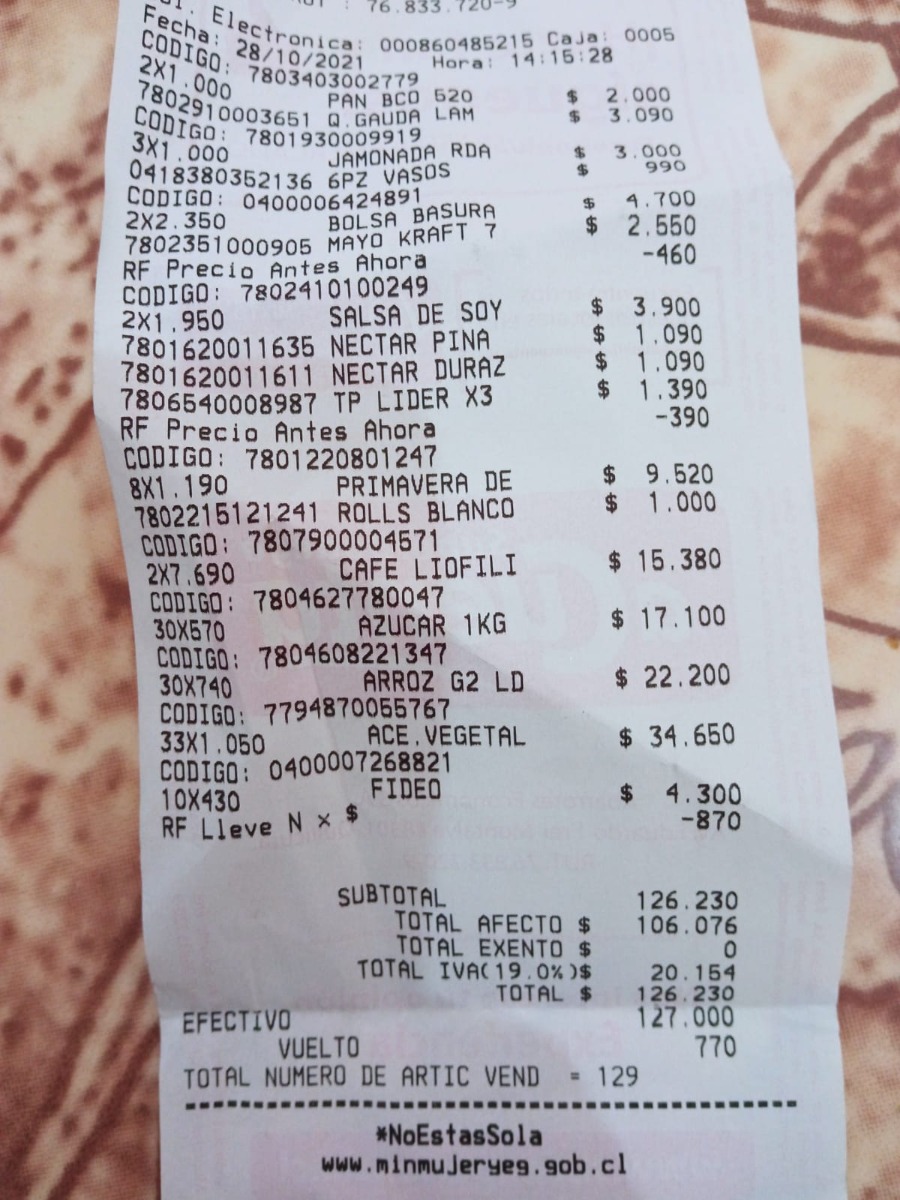 : 76.833.720-9
Electronica: 000860485215 Caja: 0005
Fecha: 28/10/2021 Hora: 14:15:28
CODIGO: 7803403002779
2X1.000 PAN BCO 520 $ 2.000
7802910003651 Q.GAUDA LAM $ 3.090
CODIGO: 7801930009919
3X1.000 JAMONADA RDA $ 3.000
0418380352136 6PZ VASOS $ 990
CODIGO: 0400006424891
2X2.350 BOLSA BASURA $ 4.700
7802351000905 MAYO KRAFT 7 $ 2.550
RF Precio Antes Ahora -460
CODIGO: 7802410100249
2X1.950 SALSA DE SOY $ 3.900
7801620011635 NECTAR PINA $ 1.090
7801620011611 NECTAR DURAZ $ 1.090
7806540008987 TP LIDER X3 $ 1.390
RF Precio Antes Ahora -390
CODIGO: 7801220801247
8X1.190 PRIMAVERA DE $ 9.520
7802215121241 ROLLS BLANCO $ 1.000
CODIGO: 7807900004571
2X7.690 CAFE LIOFILI $ 15.380
CODIGO: 7804627780047
30X570 AZUCAR 1KG $ 17.100
CODIGO: 7804608221347
30X740 ARROZ G2 LD $ 22.200
CODIGO: 7794870055767
33X1.050 ACE.VEGETAL $ 34.650
CODIGO: 0400007268821
10X430 FIDEO $ 4.300
RF Lleve N x $ -870
SUBTOTAL 126.230
TOTAL AFECTO $ 106.076
TOTAL EXENTO $ 0
TOTAL IVA(19.0%)$ 20.154
TOTAL $ 126.230
EFECTIVO 127.000
VUELTO 770
TOTAL NUMERO DE ARTIC VEND = 129
*NoEstasSola
www.minmujeryeg.gob.cl